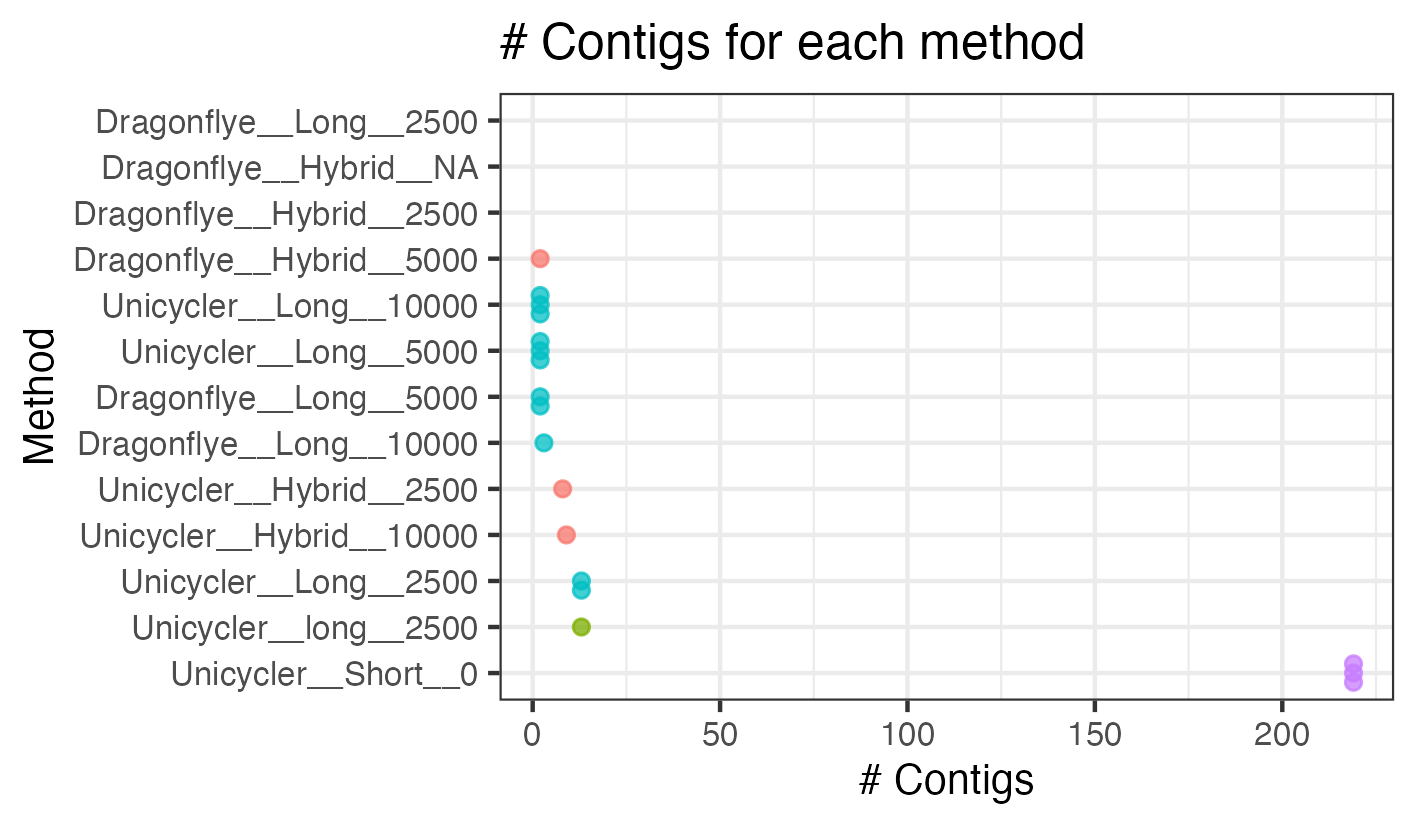 # Contigs for each method
Dragonflye__Long__2500
Dragonflye__Hybrid__NA
Dragonflye__Hybrid__2500
Dragonflye__Hybrid__5000
Unicycler__Long__10000
Unicycler__Long__5000
Dragonflye__Long__5000
Dragonflye__Long__10000
Unicycler__Hybrid__2500
Unicycler__Hybrid__10000
Unicycler__Long__2500
Unicycler__long__2500
Unicycler__Short__0
Method
0 50 100 150 200
# Contigs